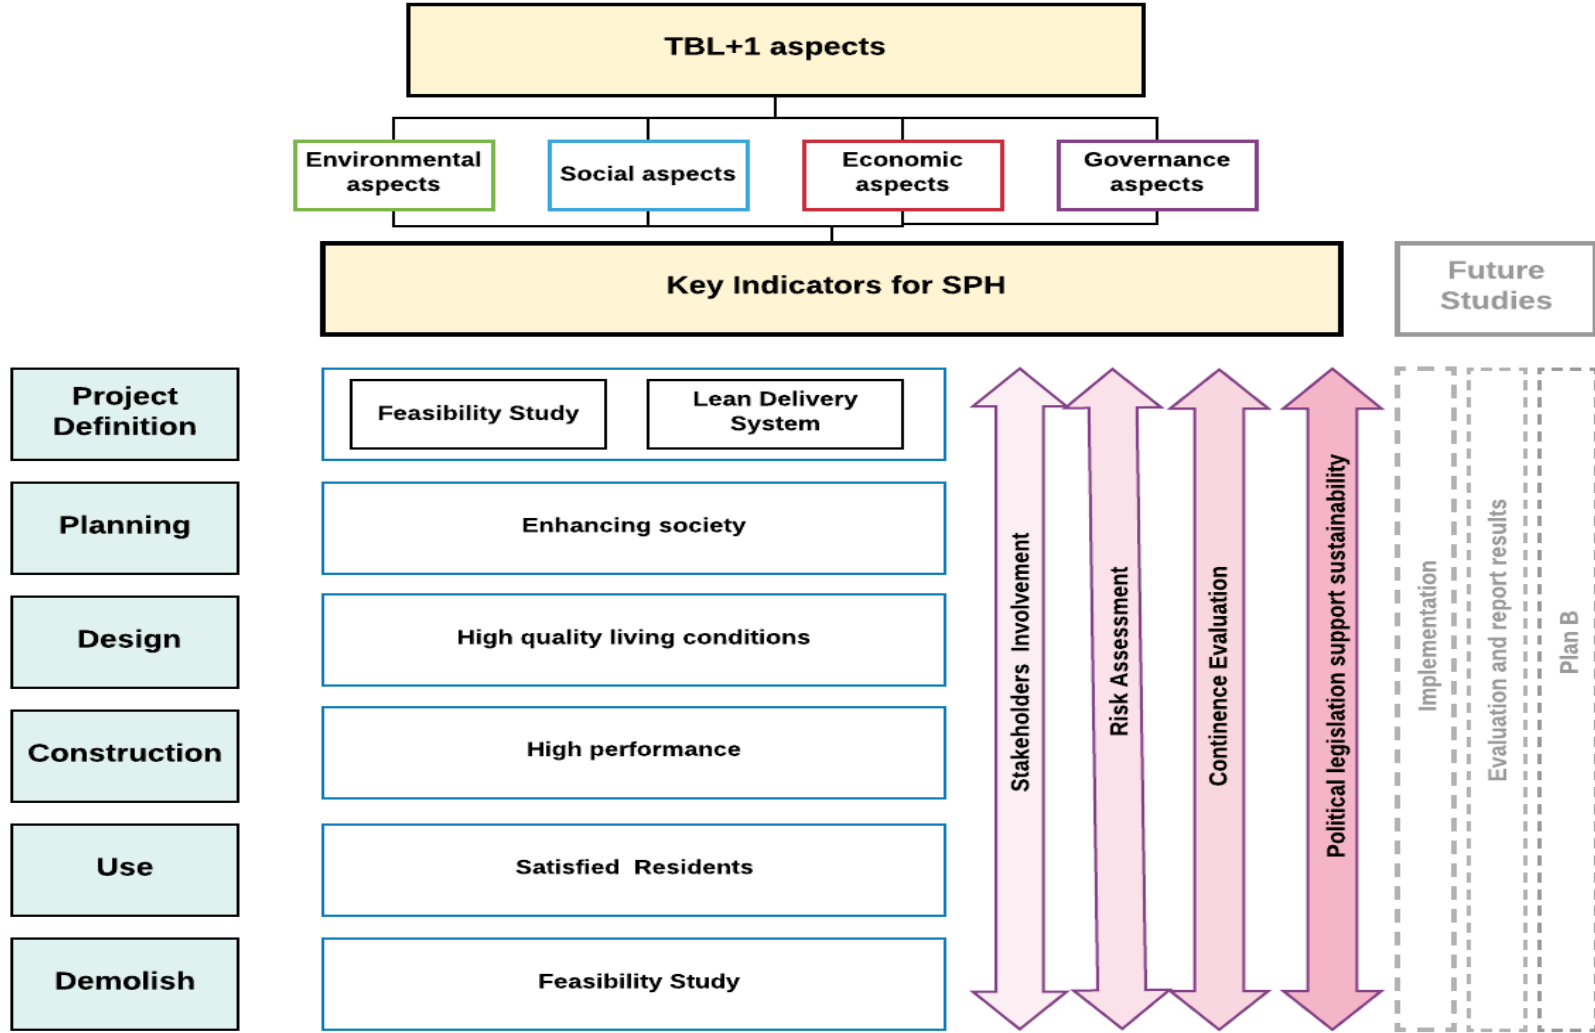 TBL+1 aspects
Environmental
aspects
Social aspects
Economic
aspects
Governance
aspects
Key Indicators for SPH
Future
Studies
Project
Definition
Feasibility Study
Lean Delivery
System
Planning
Enhancing society
Design
High quality living conditions
Construction
High performance
Use
Satisfied Residents
Demolish
Feasibility Study
Stakeholders Involvement
Risk Assessment
Continence Evaluation
Political legislation support sustainability
Implementation
Evaluation and report results
Plan B